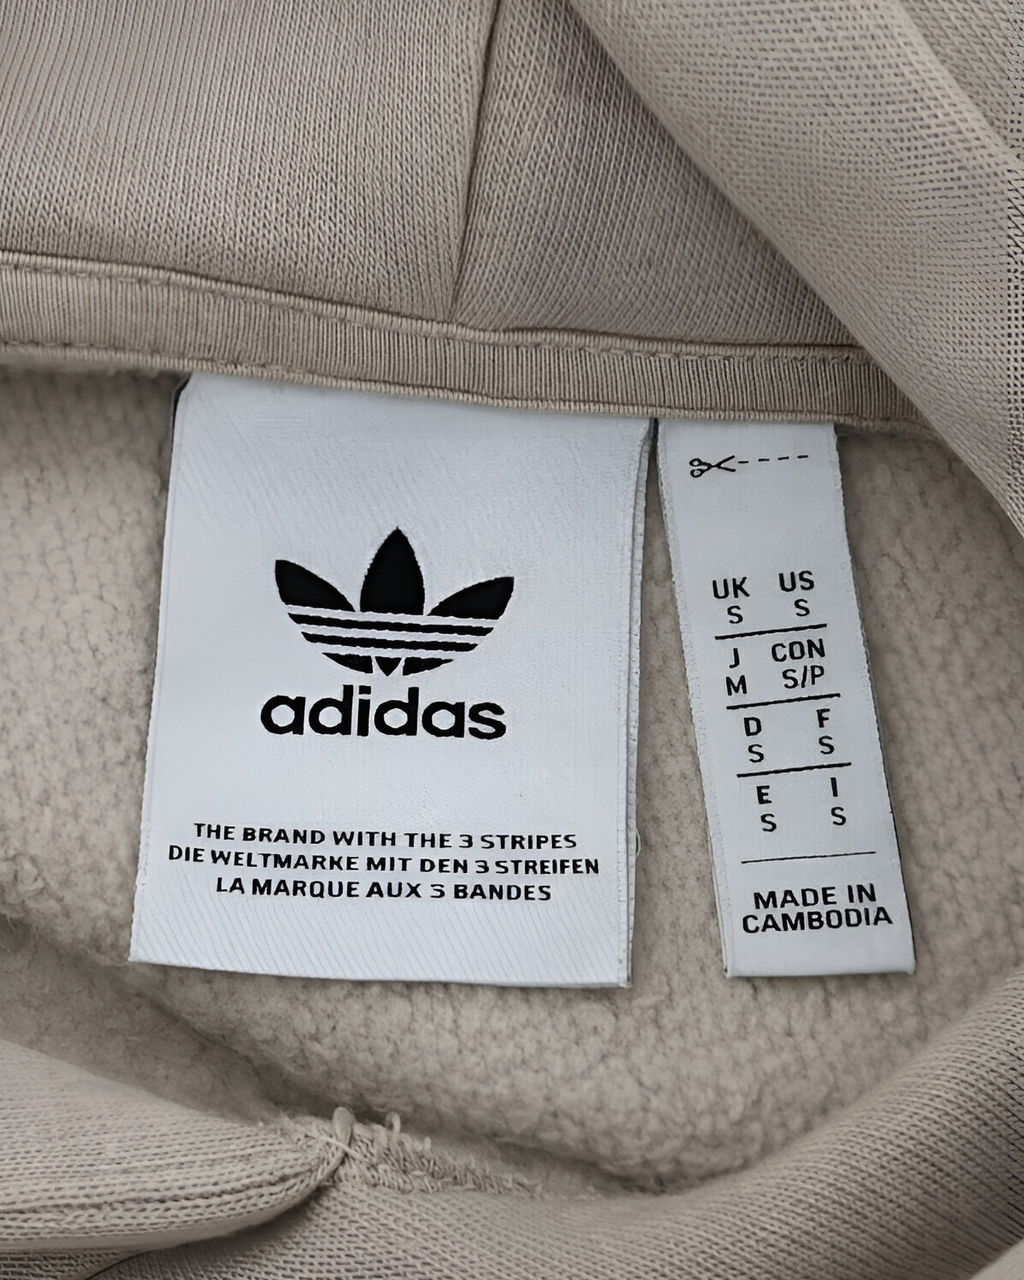 adidas
THE BRAND WITH THE 3 STRIPES
DIE WELTMARKE MIT DEN 3 STREIFEN
LA MARQUE AUX 3 BANDES
UK US
S S
J CON
M S/P
D F
S S
E I
S S
MADE IN
CAMBODIA